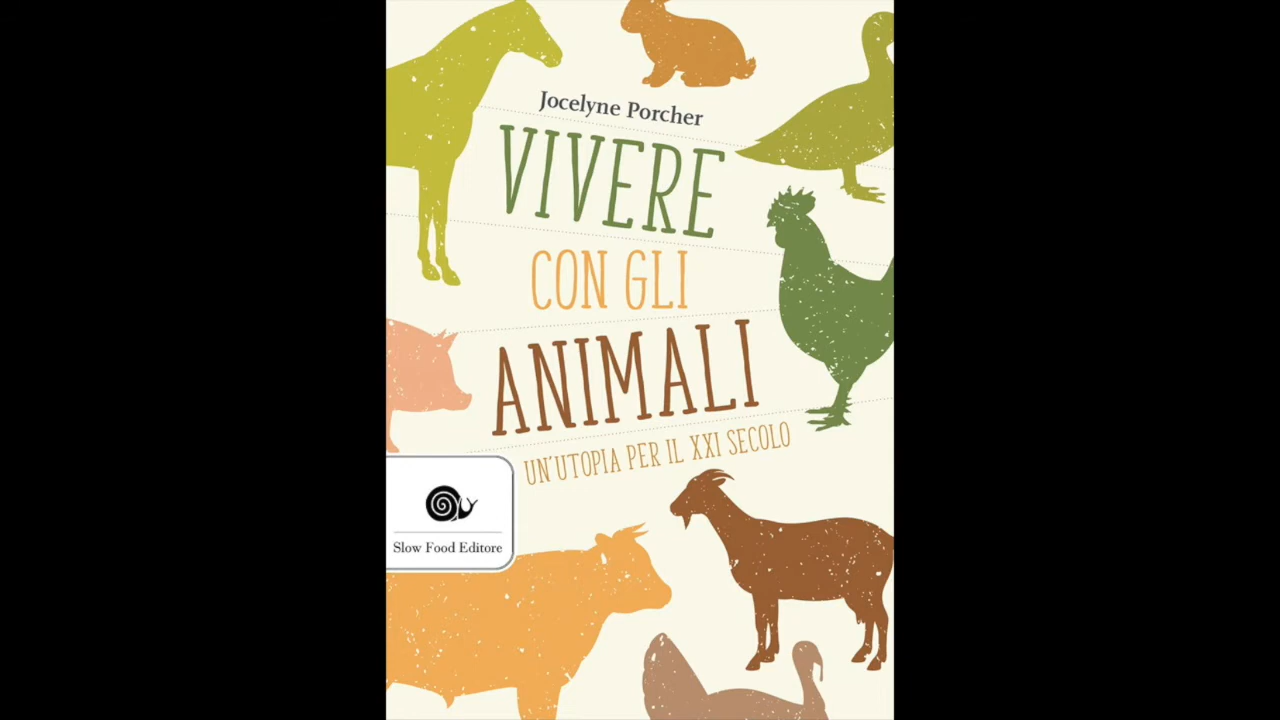 Jocelyne Porcher
VIVERE
CON GLI
ANIMALI
UN'UTOPIA PER IL XXI SECOLO
Slow Food Editore